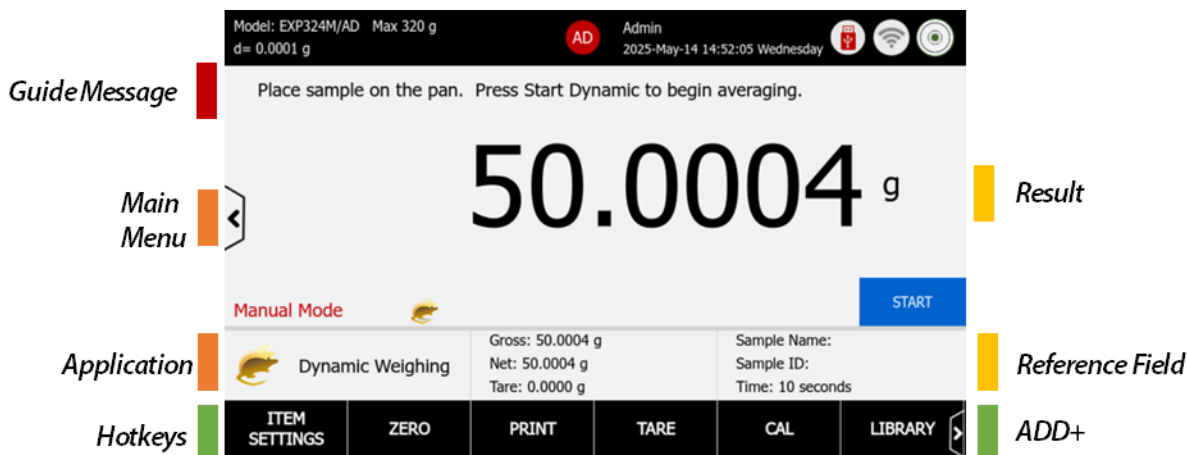 Model: EXP324M/AD Max 320 g
d= 0.0001 g
AD
Admin
2025-May-14 14:52:05 Wednesday
Guide Message
Place sample on the pan. Press Start Dynamic to begin averaging.
50.0004 g
Main
Menu
Result
Manual Mode
START
Application
Dynamic Weighing
Gross: 50.0004 g
Net: 50.0004 g
Tare: 0.0000 g
Sample Name:
Sample ID:
Time: 10 seconds
Reference Field
Hotkeys
ITEM
SETTINGS
ZERO
PRINT
TARE
CAL
LIBRARY
ADD+